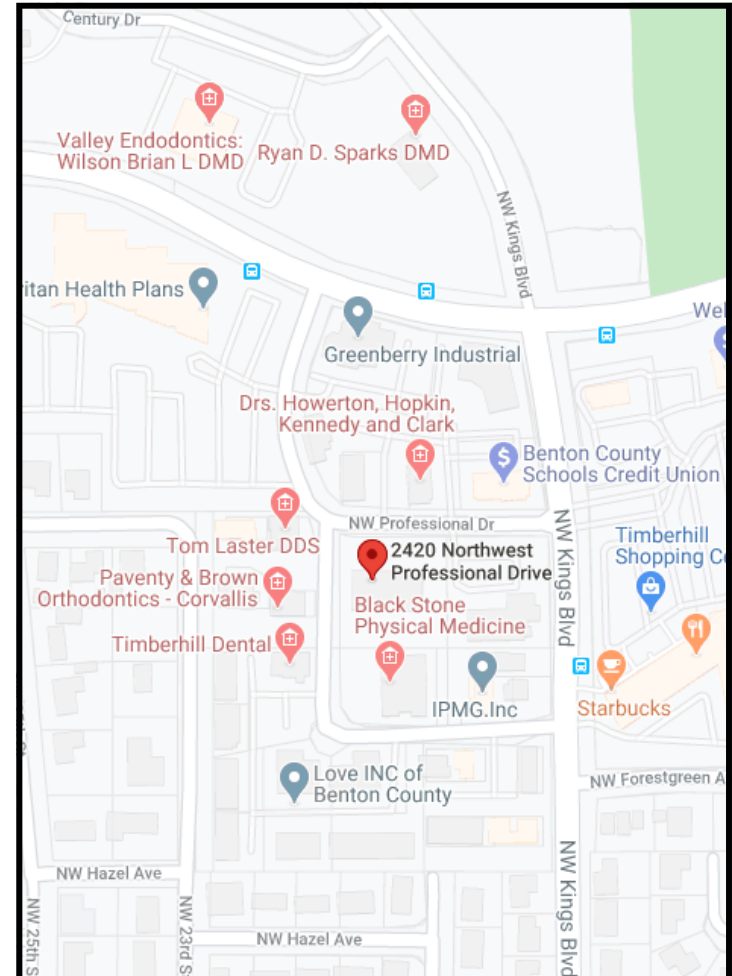 Century Dr
Valley Endodontics:
Wilson Brian L DMD
Ryan D. Sparks DMD
NW Kings Blvd
itan Health Plans
Wel
Greenberry Industrial
Drs. Howerton, Hopkin,
Kennedy and Clark
Benton County
Schools Credit Union
NW Professional Dr
NW Kings Blvd
Timberhill
Shopping Ce
Tom Laster DDS
2420 Northwest
Professional Drive
Paventy & Brown
Orthodontics - Corvallis
Black Stone
Physical Medicine
Timberhill Dental
IPMG.Inc
Starbucks
Love INC of
Benton County
NW Forestgreen A
NW Hazel Ave
NW Kings Blvd
NW 25th S
NW 23rd S
NW Hazel Ave